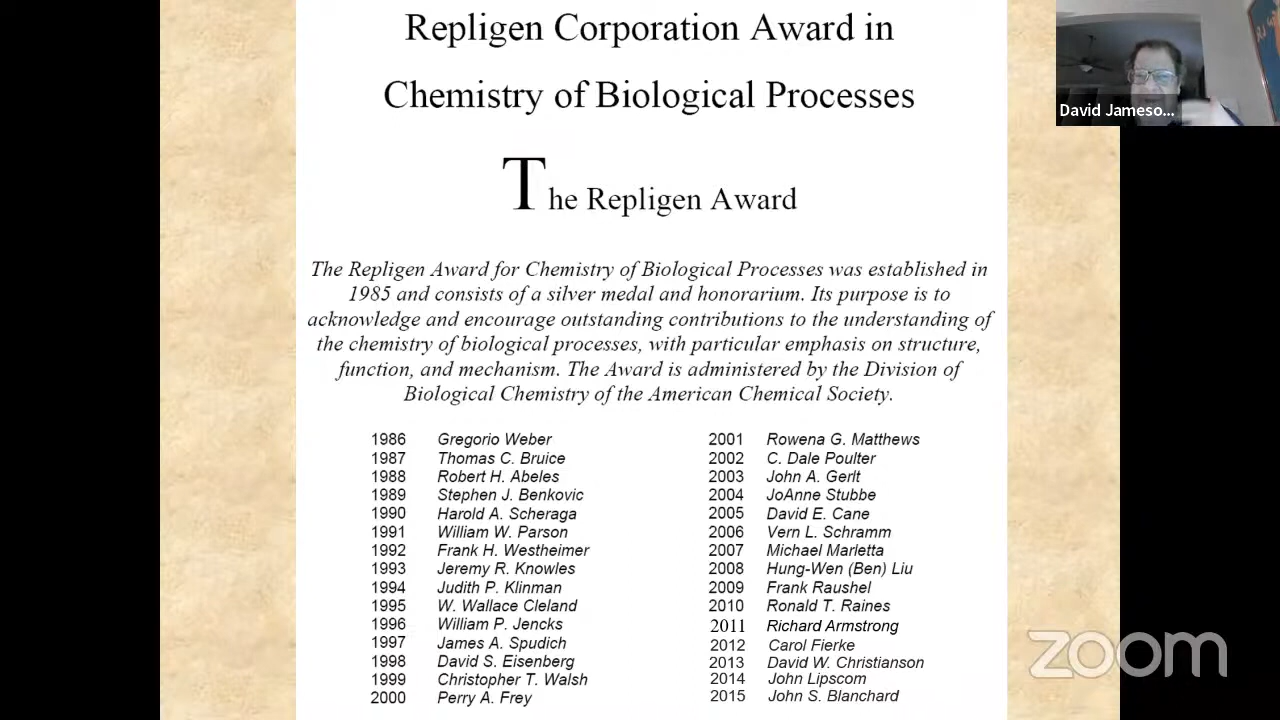 Repligen Corporation Award in
Chemistry of Biological Processes
The Repligen Award
The Repligen Award for Chemistry of Biological Processes was established in
1985 and consists of a silver medal and honorarium. Its purpose is to
acknowledge and encourage outstanding contributions to the understanding of
the chemistry of biological processes, with particular emphasis on structure,
function, and mechanism. The Award is administered by the Division of
Biological Chemistry of the American Chemical Society.
1986 Gregorio Weber
1987 Thomas C. Bruice
1988 Robert H. Abeles
1989 Stephen J. Benkovic
1990 Harold A. Scheraga
1991 William W. Parson
1992 Frank H. Westheimer
1993 Jeremy R. Knowles
1994 Judith P. Klinman
1995 W. Wallace Cleland
1996 William P. Jencks
1997 James A. Spudich
1998 David S. Eisenberg
1999 Christopher T. Walsh
2000 Perry A. Frey
2001 Rowena G. Matthews
2002 C. Dale Poulter
2003 John A. Gerlt
2004 JoAnne Stubbe
2005 David E. Cane
2006 Vern L. Schramm
2007 Michael Marletta
2008 Hung-Wen (Ben) Liu
2009 Frank Raushel
2010 Ronald T. Raines
2011 Richard Armstrong
2012 Carol Fierke
2013 David W. Christianson
2014 John Lipscom
2015 John S. Blanchard
David Jameso...
zoom